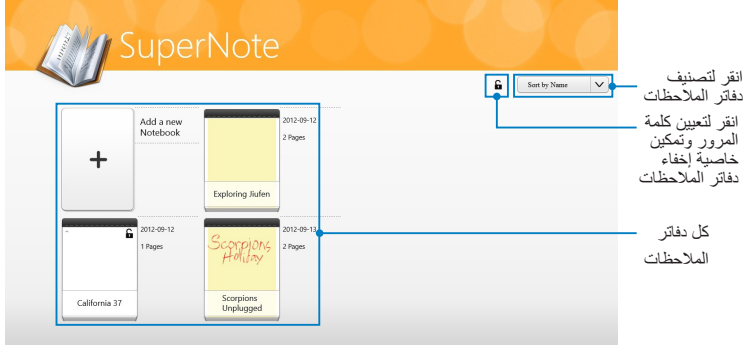 SuperNote
Sort by Name
انقر لتصنيف
دفاتر الملاحظات
انقر لتعيين كلمة
المرور وتمكين
خاصية إخفاء
دفاتر الملاحظات
Add a new
Notebook
2012-09-12
2 Pages
Exploring Jiufen
2012-09-12
1 Pages
California 37
2012-09-13
2 Pages
Scorpions
Holiday
Scorpions
Unplugged
كل دفاتر
الملاحظات